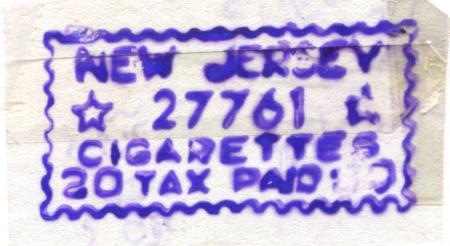 NEW JERSEY
☆ 27761
CIGARETTES
20 TAX PAID